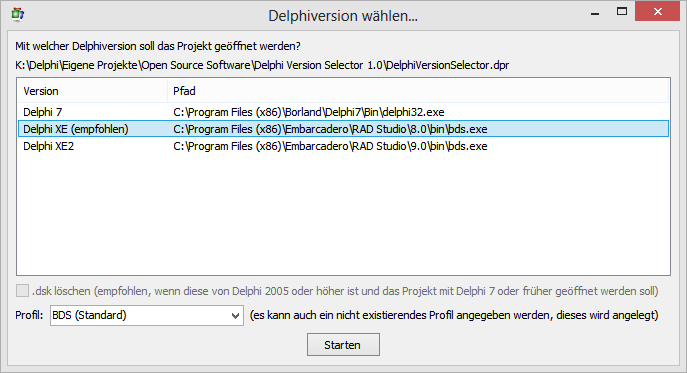 Delphiversion wählen...
Mit welcher Delphiversion soll das Projekt geöffnet werden?
K:\Delphi\Eigene Projekte\Open Source Software\Delphi Version Selector 1.0\DelphiVersionSelector.dpr
Version Pfad
Delphi 7 C:\Program Files (x86)\Borland\Delphi7\Bin\delphi32.exe
Delphi XE (empfohlen) C:\Program Files (x86)\Embarcadero\RAD Studio\8.0\bin\bds.exe
Delphi XE2 C:\Program Files (x86)\Embarcadero\RAD Studio\9.0\bin\bds.exe
.dsk löschen (empfohlen, wenn diese von Delphi 2005 oder höher ist und das Projekt mit Delphi 7 oder früher geöffnet werden soll)
Profil: BDS (Standard) (es kann auch ein nicht existierendes Profil angegeben werden, dieses wird angelegt)
Starten